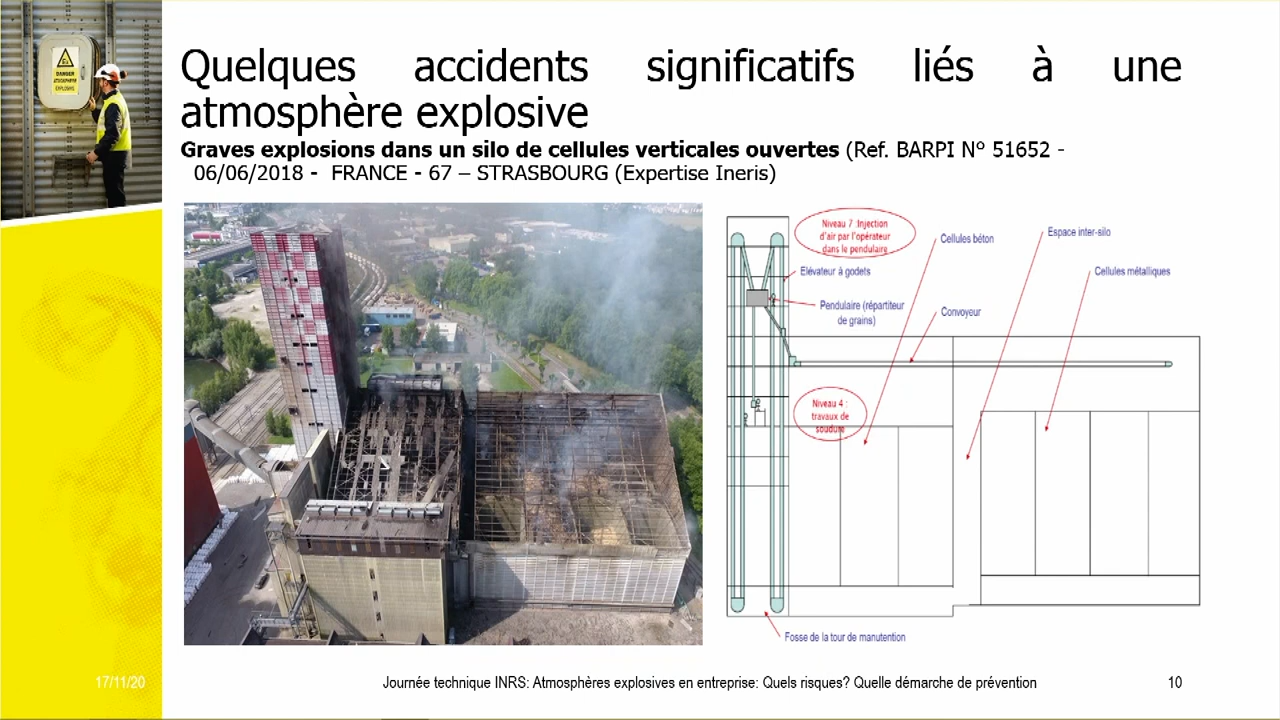 DANGER
ATMOSPHÈRE
EXPLOSIVE
Quelques accidents significatifs liés à une
atmosphère explosive
Graves explosions dans un silo de cellules verticales ouvertes (Ref. BARPI N° 51652 -
06/06/2018 - FRANCE - 67 – STRASBOURG (Expertise Ineris)
Niveau 7 :Injection
d'air par l'opérateur
dans le pendulaire
Cellules béton
Espace inter-silo
Elévateur à godets
Cellules métalliques
Pendulaire (répartiteur
de grains)
Convoyeur
Niveau 4 :
travaux de
soudure
Fosse de la tour de manutention
17/11/20
Journée technique INRS: Atmosphères explosives en entreprise: Quels risques? Quelle démarche de prévention
10